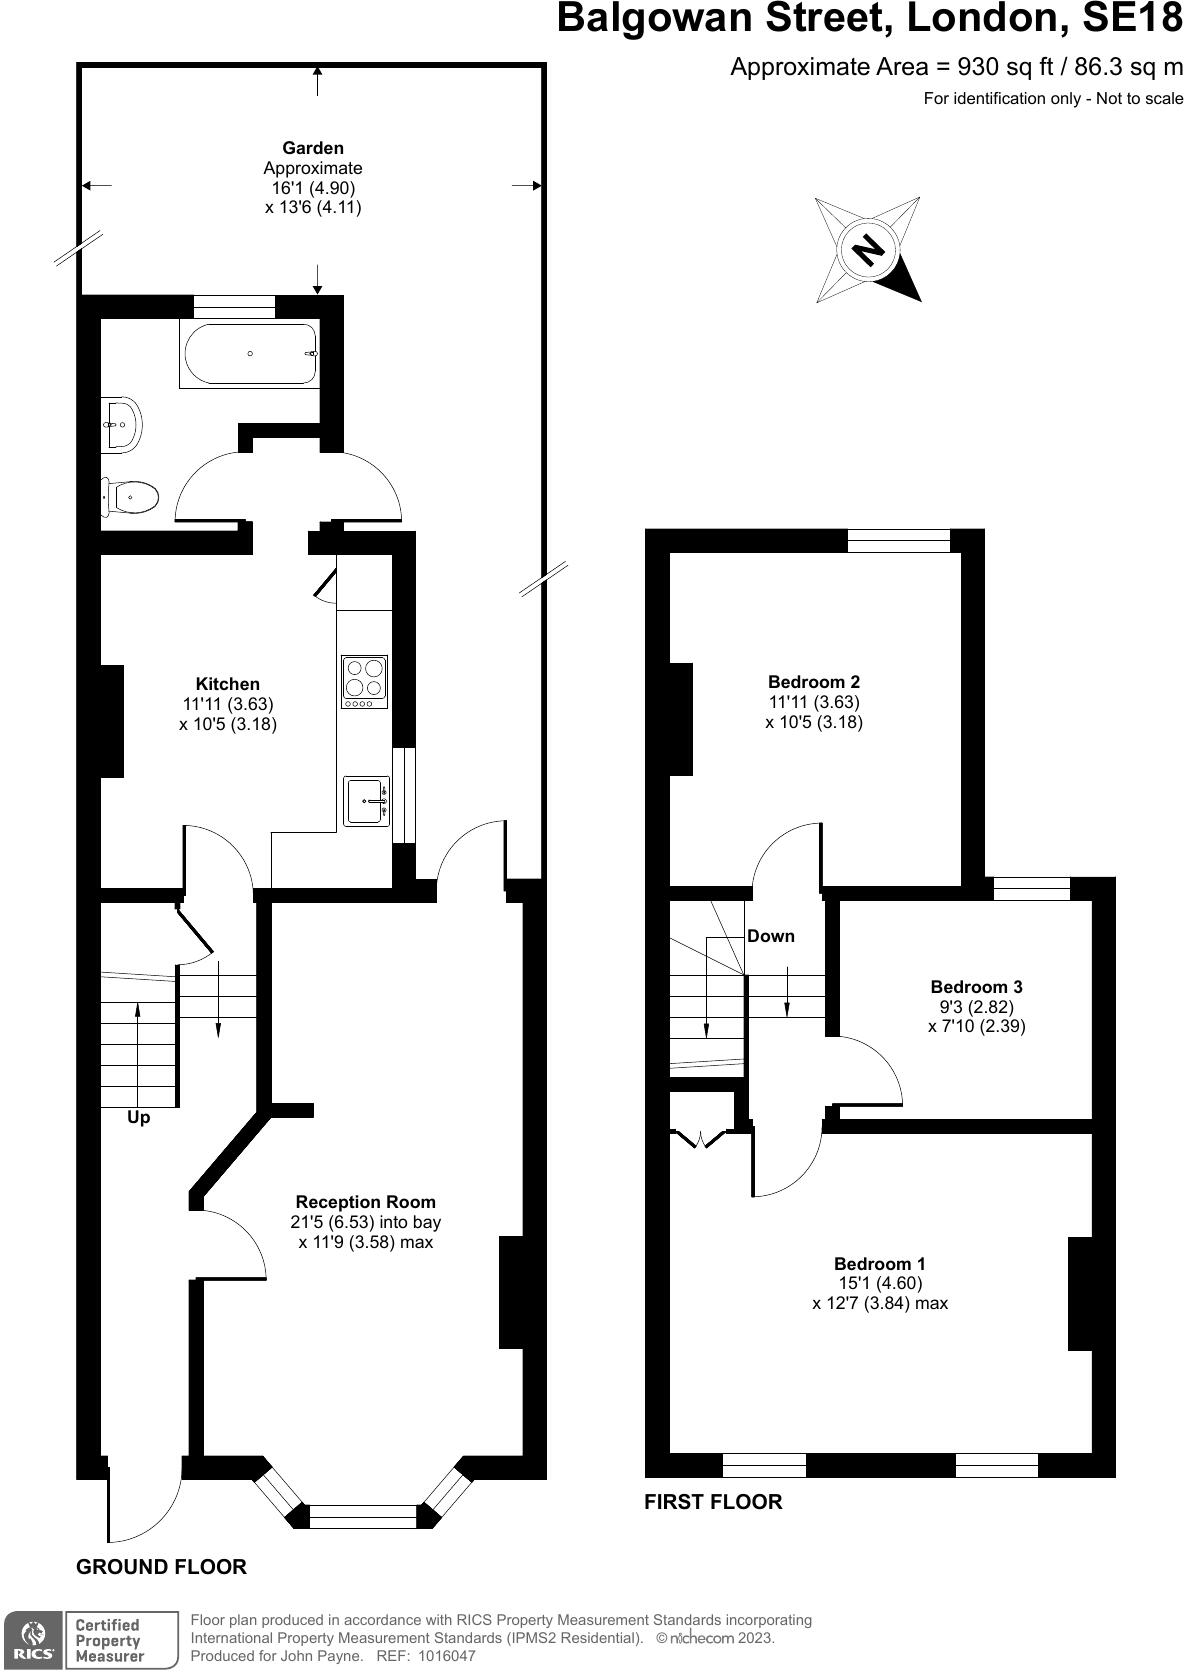 Balgowan Street, London, SE18
Approximate Area = 930 sq ft / 86.3 sq m
For identification only - Not to scale
Garden
Approximate
16'1 (4.90)
x 13'6 (4.11)
N
Kitchen
11'11 (3.63)
x 10'5 (3.18)
Up
Reception Room
21'5 (6.53) into bay
x 11'9 (3.58) max
GROUND FLOOR
Bedroom 2
11'11 (3.63)
x 10'5 (3.18)
Down
Bedroom 3
9'3 (2.82)
x 7'10 (2.39)
Bedroom 1
15'1 (4.60)
x 12'7 (3.84) max
FIRST FLOOR
RICS
Certified
Property
Measurer
Floor plan produced in accordance with RICS Property Measurement Standards incorporating
International Property Measurement Standards (IPMS2 Residential). © nichecom 2023.
Produced for John Payne. REF: 1016047